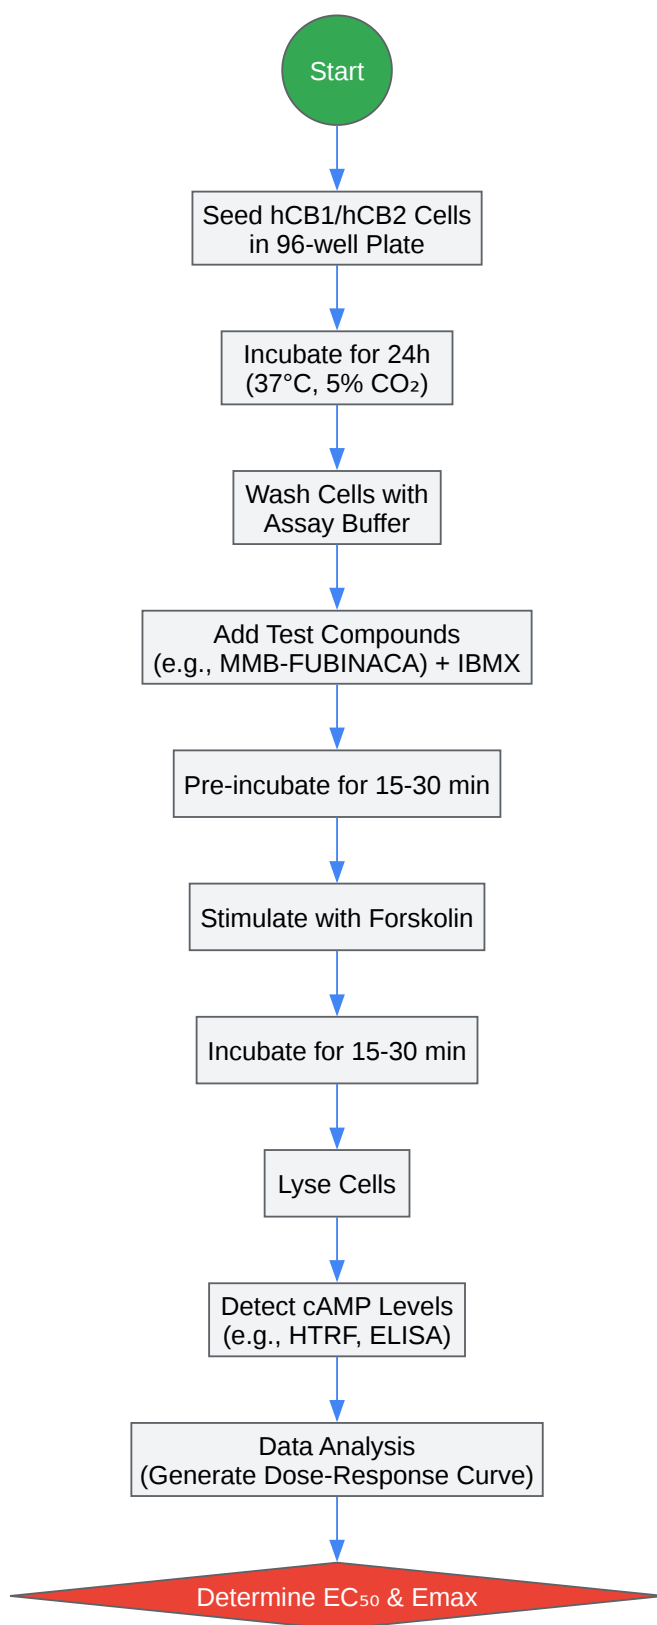 Start
Seed hCB1/hCB2 Cells
in 96-well Plate
Incubate for 24h
(37°C, 5% CO₂)
Wash Cells with
Assay Buffer
Add Test Compounds
(e.g., MMB-FUBINACA) + IBMX
Pre-incubate for 15-30 min
Stimulate with Forskolin
Incubate for 15-30 min
Lyse Cells
Detect cAMP Levels
(e.g., HTRF, ELISA)
Data Analysis
(Generate Dose-Response Curve)
Determine EC₅₀ & Emax